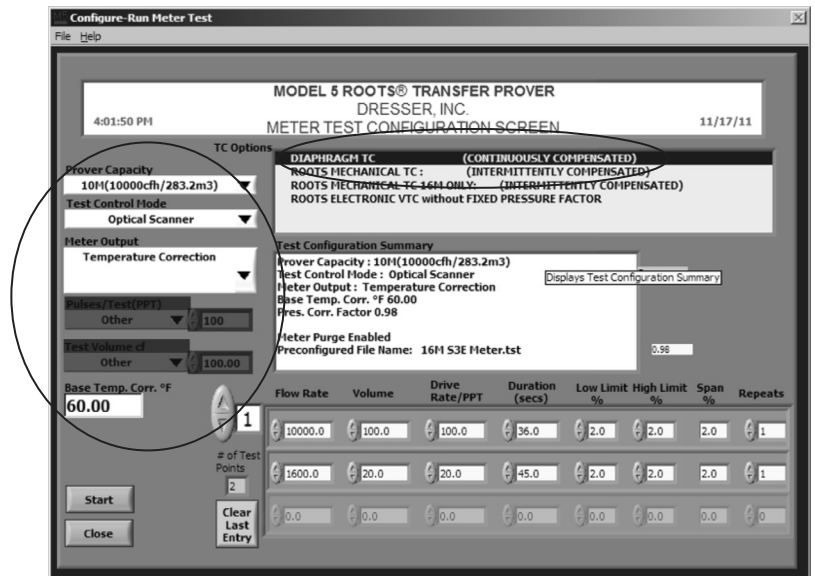 Configure-Run Meter Test
File Help
MODEL 5 ROOTS® TRANSFER PROVER
DRESSER, INC.
4:01:50 PM
11/17/11
METER TEST CONFIGURATION SCREEN
TC Options
DIAPHRAGM TC (CONTINUOUSLY COMPENSATED)
ROOTS MECHANICAL TC : (INTERMITTENTLY COMPENSATED)
ROOTS MECHANICAL TC 16M ONLY: (INTERMITTENTLY COMPENSATED)
ROOTS ELECTRONIC VTC without FIXED PRESSURE FACTOR
Prover Capacity
10M(10000cfh/283.2m3)
Test Control Mode
Optical Scanner
Meter Output
Temperature Correction
Pulses/Test(PPT)
Other 100
Test Volume cf
Other 100.00
Base Temp. Corr. °F
60.00
Test Configuration Summary
Prover Capacity : 10M(10000cfh/283.2m3)
Test Control Mode : Optical Scanner
Meter Output : Temperature Correction
Base Temp. Corr. °F 60.00
Pres. Corr. Factor 0.98
Meter Purge Enabled
Preconfigured File Name: 16M S3E Meter.tst
Displays Test Configuration Summary
0.98
1
# of Test
Points
2
Flow Rate Volume Drive Rate/PPT Duration (secs) Low Limit % High Limit % Span % Repeats
10000.0 100.0 100.0 36.0 2.0 2.0 2.0 1
1600.0 20.0 20.0 45.0 2.0 2.0 2.0 1
0.0 0.0 0.0 0.0 0.0 0.0 0.0 0
Start
Close
Clear
Last
Entry